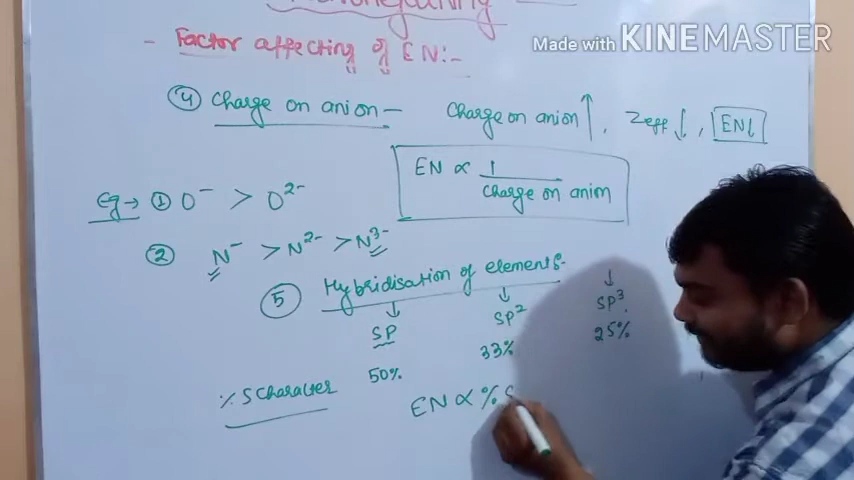 Made with KINEMASTER
- Factor affecting of EN:-
④ Charge on anion - Charge on anion ↑, Zeff ↓, EN↓
EN ∝ 1 / Charge on anion
Eg → ① O⁻ > O²⁻
② N⁻ > N²⁻ > N³⁻
⑤ Hybridisation of elements-
↓ ↓ ↓
SP SP² SP³
50% 33% 25%
% S Character
EN ∝ % S